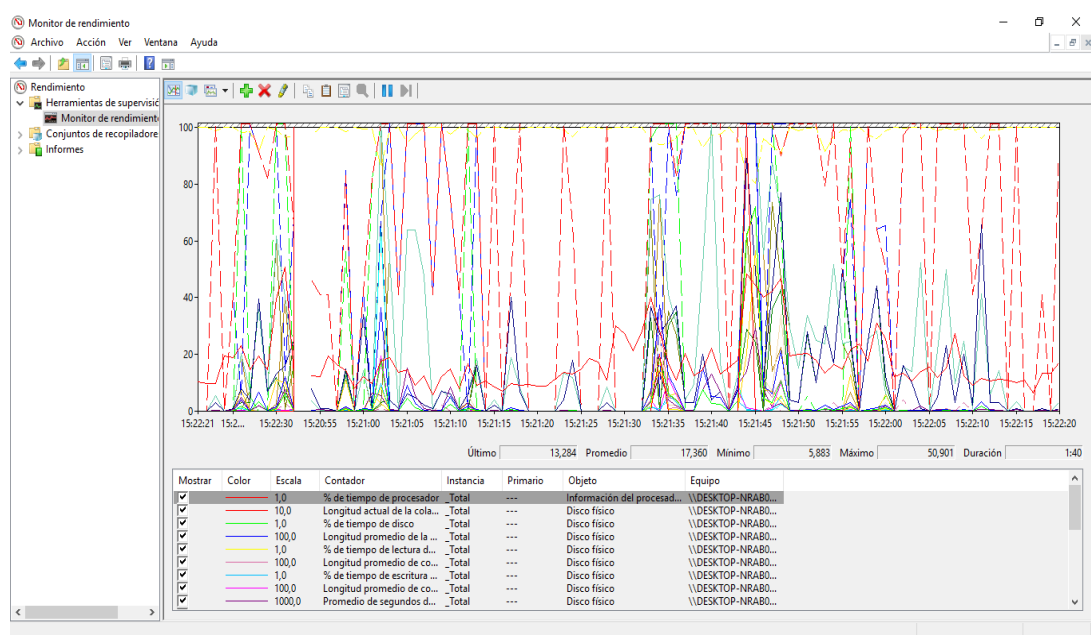 Monitor de rendimiento
Archivo Acción Ver Ventana Ayuda
Rendimiento
Herramientas de supervisió
Monitor de rendimient
Conjuntos de recopiladore
Informes
100
80
60
40
20
0
15:22:21 152... 15:22:30 15:20:55 15:21:00 15:21:05 15:21:10 15:21:15 15:21:20 15:21:25 15:21:30 15:21:35 15:21:40 15:21:45 15:21:50 15:21:55 15:22:00 15:22:05 15:22:10 15:22:15 15:22:20
Último 13,284 Promedio 17,360 Mínimo 5,883 Máximo 50,901 Duración 1:40
Mostrar Color Escala Contador Instancia Primario Objeto Equipo
1,0 % de tiempo de procesador _Total --- Información del procesad... \\DESKTOP-NRAB0...
10,0 Longitud actual de la cola... _Total --- Disco físico \\DESKTOP-NRAB0...
1,0 % de tiempo de disco _Total --- Disco físico \\DESKTOP-NRAB0...
100,0 Longitud promedio de la ... _Total --- Disco físico \\DESKTOP-NRAB0...
1,0 % de tiempo de lectura d... _Total --- Disco físico \\DESKTOP-NRAB0...
100,0 Longitud promedio de co... _Total --- Disco físico \\DESKTOP-NRAB0...
1,0 % de tiempo de escritura ... _Total --- Disco físico \\DESKTOP-NRAB0...
100,0 Longitud promedio de co... _Total --- Disco físico \\DESKTOP-NRAB0...
1000,0 Promedio de segundos d... _Total --- Disco físico \\DESKTOP-NRAB0...